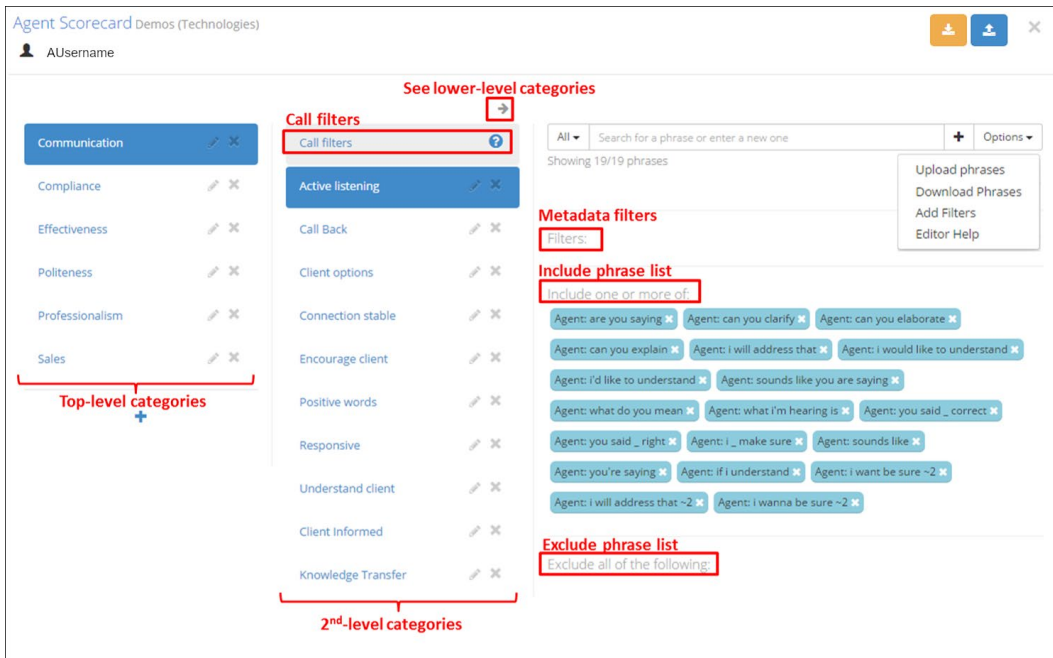 Agent Scorecard Demos (Technologies)
AUsername
See lower-level categories
Call filters
Communication
Compliance
Effectiveness
Politeness
Professionalism
Sales
Top-level categories
Call filters
Active listening
Call Back
Client options
Connection stable
Encourage client
Positive words
Responsive
Understand client
Client Informed
Knowledge Transfer
2nd-level categories
All Search for a phrase or enter a new one Options
Showing 19/19 phrases
Upload phrases
Download Phrases
Add Filters
Editor Help
Metadata filters
Filters:
Include phrase list
Include one or more of:
Agent: are you saying Agent: can you clarify Agent: can you elaborate
Agent: can you explain Agent: i will address that Agent: i would like to understand
Agent: i'd like to understand Agent: sounds like you are saying
Agent: what do you mean Agent: what i'm hearing is Agent: you said _ correct
Agent: you said _ right Agent: i _ make sure Agent: sounds like
Agent: you're saying Agent: if i understand Agent: i want be sure ~2
Agent: i will address that ~2 Agent: i wanna be sure ~2
Exclude phrase list
Exclude all of the following: